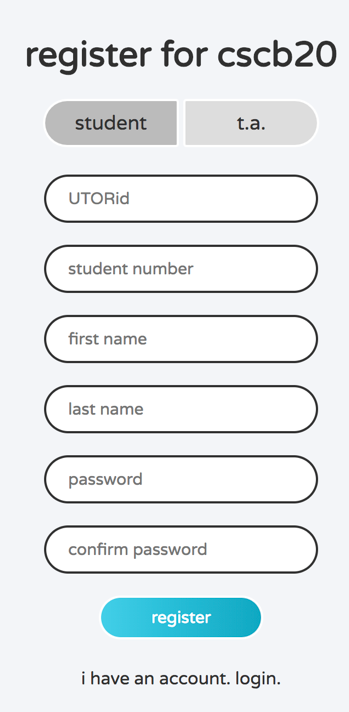 register for cscb20
student t.a.
UTORid
student number
first name
last name
password
confirm password
register
i have an account. login.